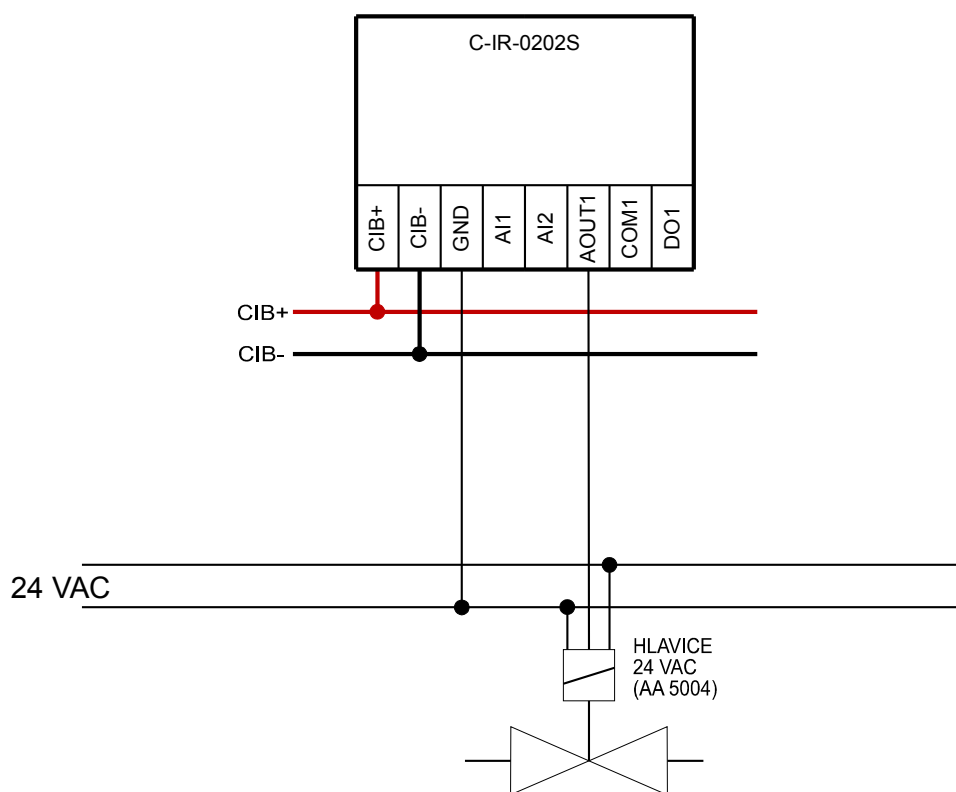 C-IR-0202S
CIB+
CIB-
GND
AI1
AI2
AOUT1
COM1
DO1
CIB+
CIB-
24 VAC
HLAVICE
24 VAC
(AA 5004)